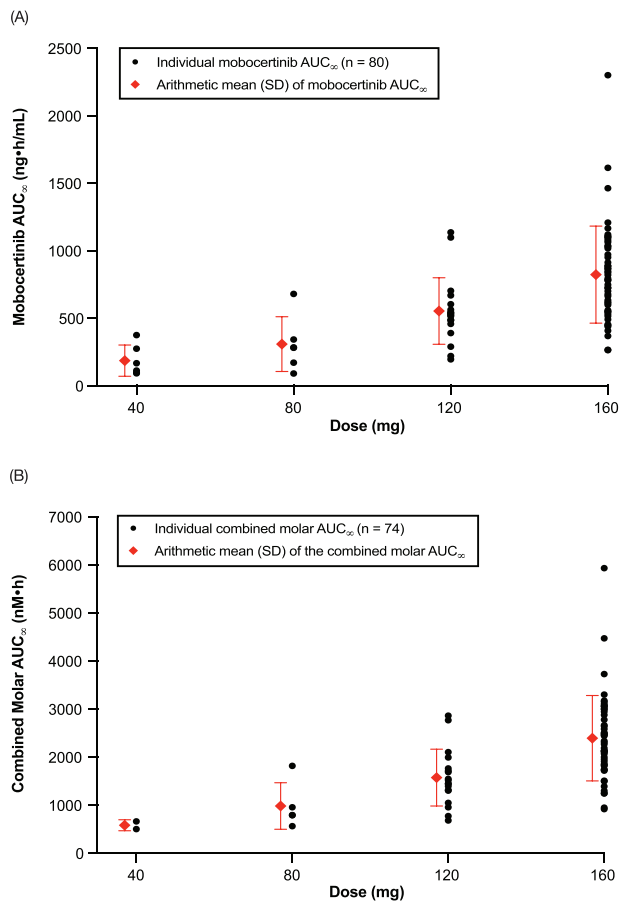 (A)
2500
2000
1500
1000
500
0
Individual mobocertinib AUC∞ (n = 80)
Arithmetic mean (SD) of mobocertinib AUC∞
Mobocertinib AUC∞ (ng•h/mL)
40 80 120 160
Dose (mg)
(B)
7000
6000
5000
4000
3000
2000
1000
0
Individual combined molar AUC∞ (n = 74)
Arithmetic mean (SD) of the combined molar AUC∞
Combined Molar AUC∞ (nM•h)
40 80 120 160
Dose (mg)